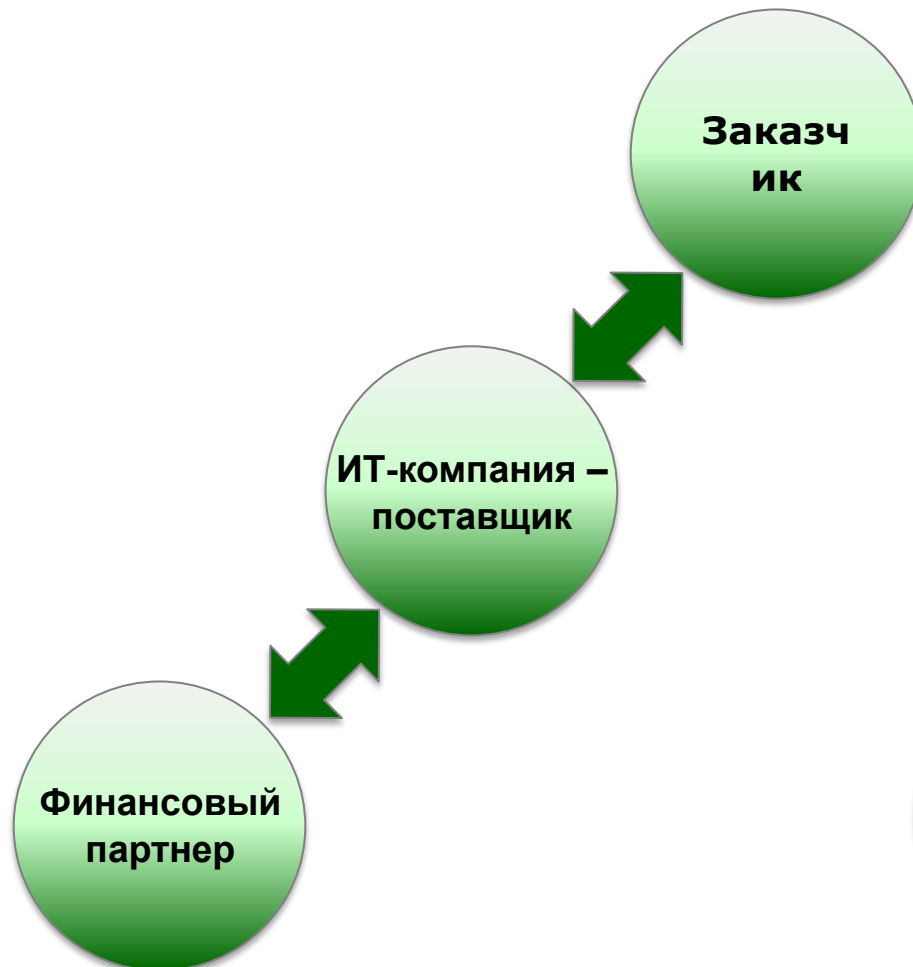 Заказч
ик
ИТ-компания –
поставщик
Финансовый
партнер